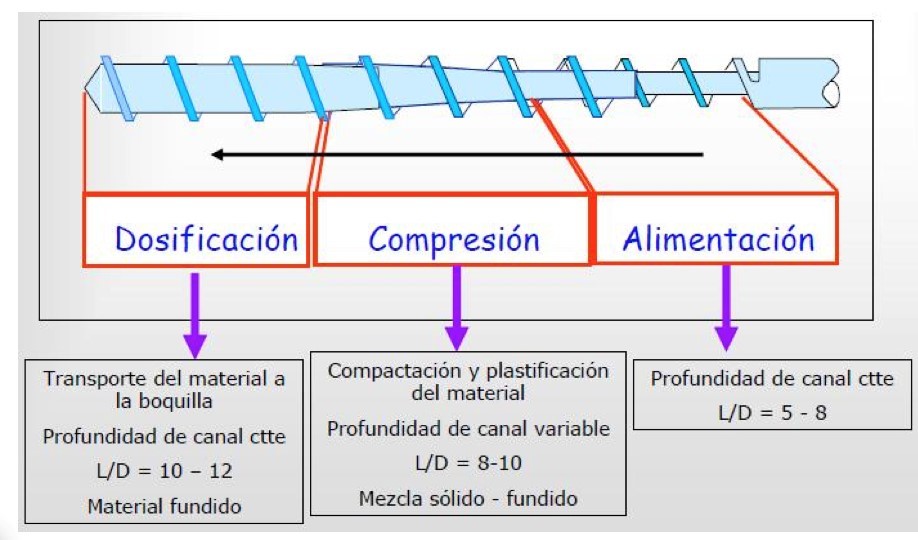 Dosificación
Compresión
Alimentación
Transporte del material a
la boquilla
Profundidad de canal ctte
L/D = 10 – 12
Material fundido
Compactación y plastificación
del material
Profundidad de canal variable
L/D = 8-10
Mezcla sólido - fundido
Profundidad de canal ctte
L/D = 5 - 8